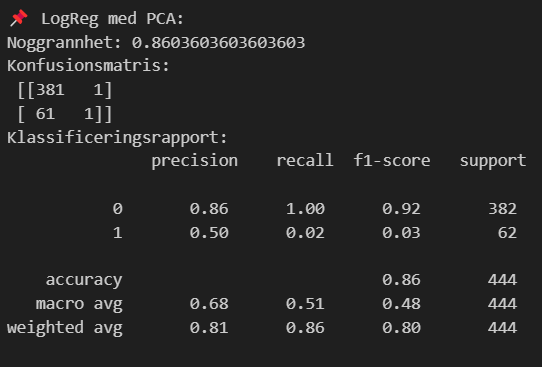 📌 LogReg med PCA:
Noggrannhet: 0.8603603603603603
Konfusionsmatris:
[[381 1]
[ 61 1]]
Klassificeringsrapport:
precision recall f1-score support
0 0.86 1.00 0.92 382
1 0.50 0.02 0.03 62
accuracy 0.86 444
macro avg 0.68 0.51 0.48 444
weighted avg 0.81 0.86 0.80 444